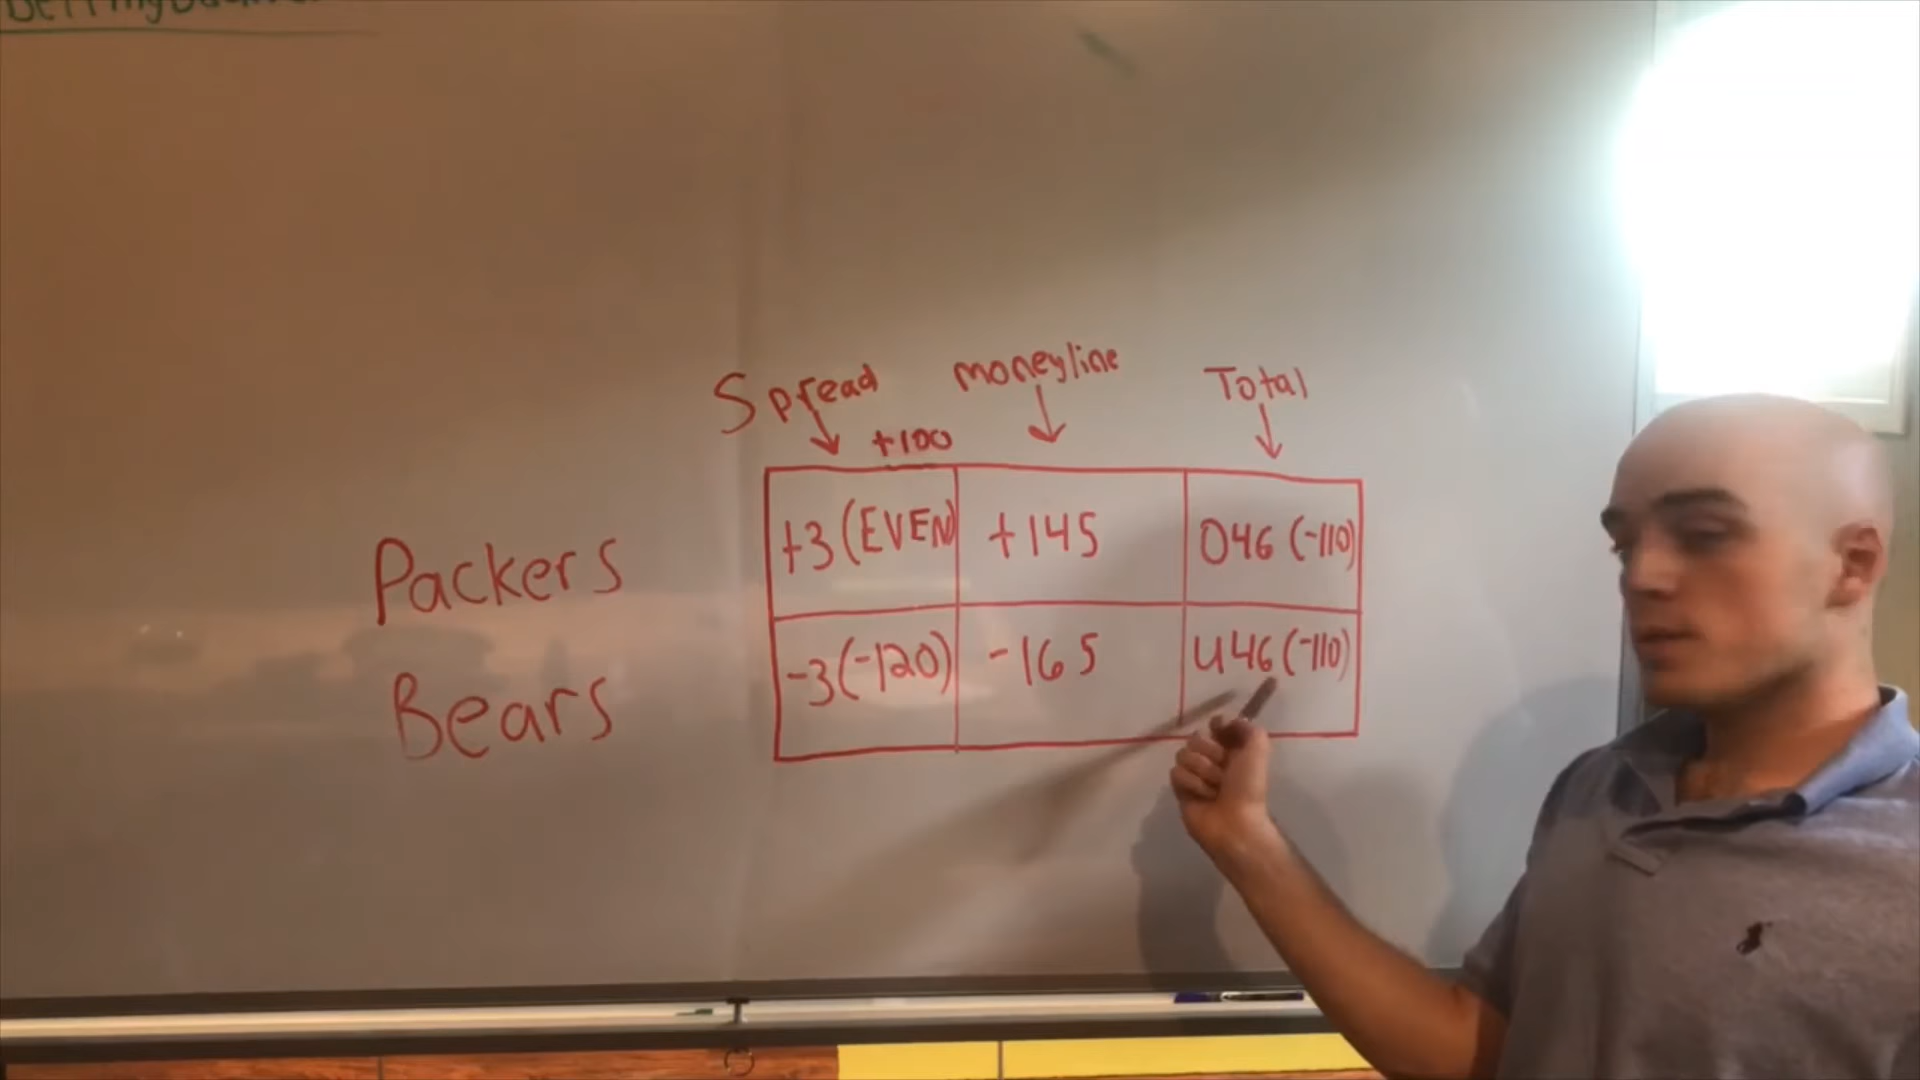 Spread moneyline Total
+100
Packers +3 (EVEN) +145 O46 (-110)
Bears -3 (-120) -165 U46 (-110)